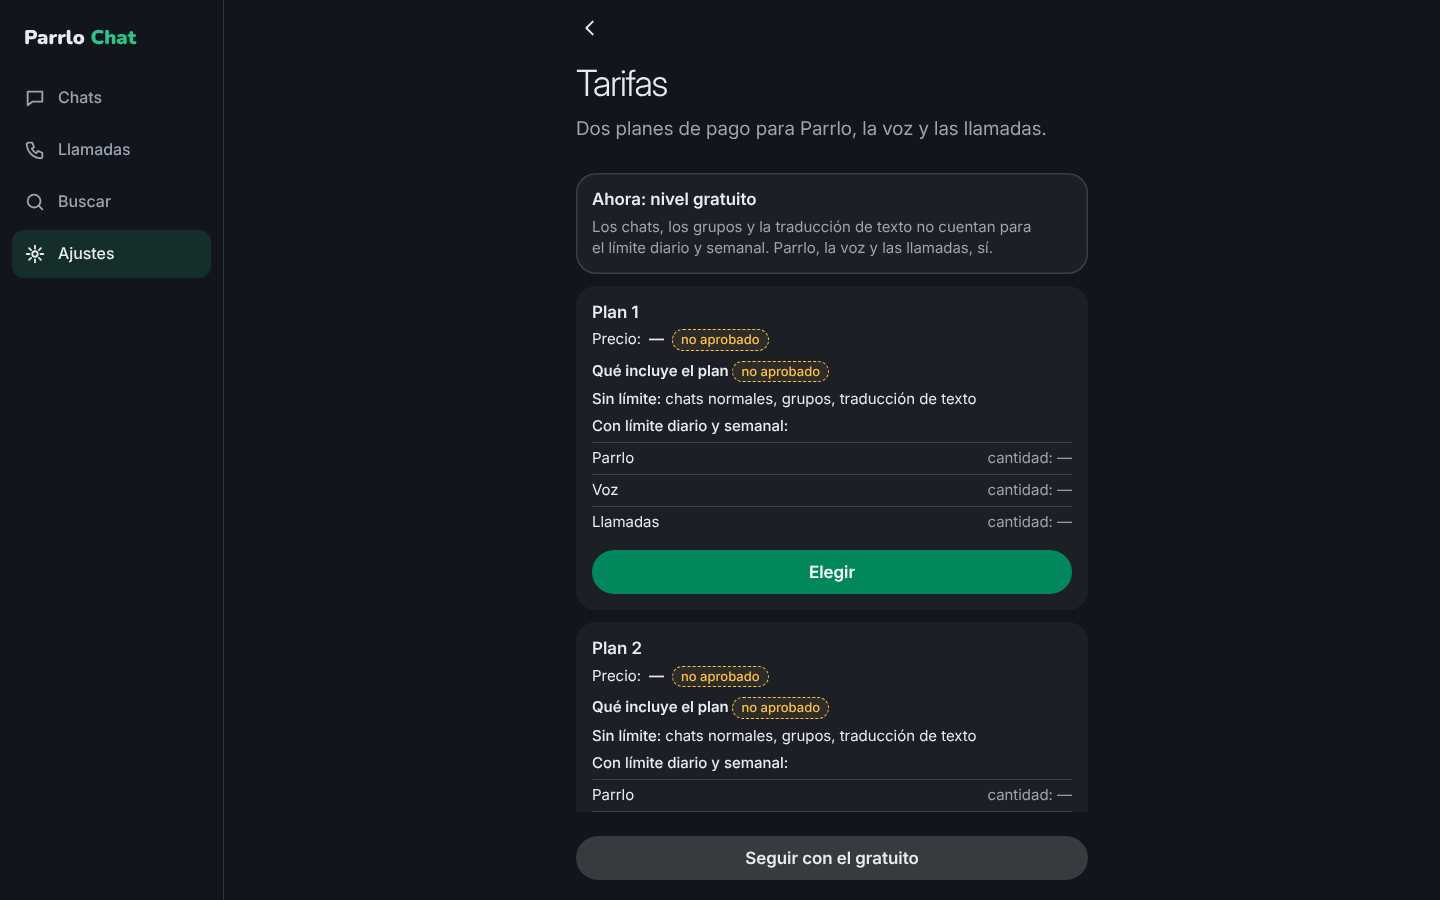 Parrlo Chat
Chats
Llamadas
Buscar
Ajustes
Tarifas
Dos planes de pago para Parrlo, la voz y las llamadas.
Ahora: nivel gratuito
Los chats, los grupos y la traducción de texto no cuentan para
el límite diario y semanal. Parrlo, la voz y las llamadas, sí.
Plan 1
Precio: — no aprobado
Qué incluye el plan no aprobado
Sin límite: chats normales, grupos, traducción de texto
Con límite diario y semanal:
Parrlo cantidad: —
Voz cantidad: —
Llamadas cantidad: —
Elegir
Plan 2
Precio: — no aprobado
Qué incluye el plan no aprobado
Sin límite: chats normales, grupos, traducción de texto
Con límite diario y semanal:
Parrlo cantidad: —
Seguir con el gratuito